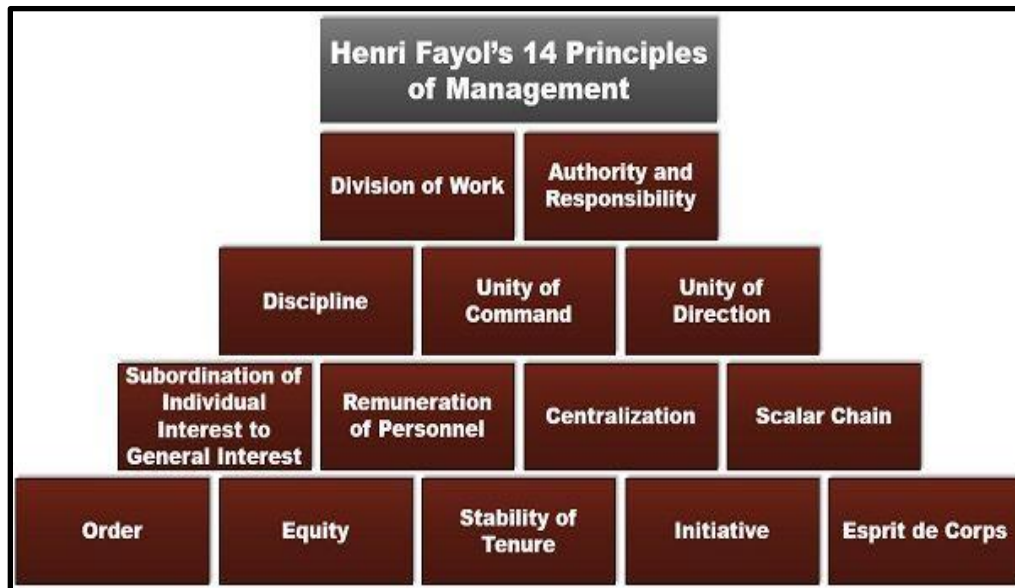 Henri Fayol's 14 Principles
of Management
Division of Work
Authority and
Responsibility
Discipline
Unity of
Command
Unity of
Direction
Subordination of
Individual
Interest to
General Interest
Remuneration
of Personnel
Centralization
Scalar Chain
Order
Equity
Stability of
Tenure
Initiative
Esprit de Corps